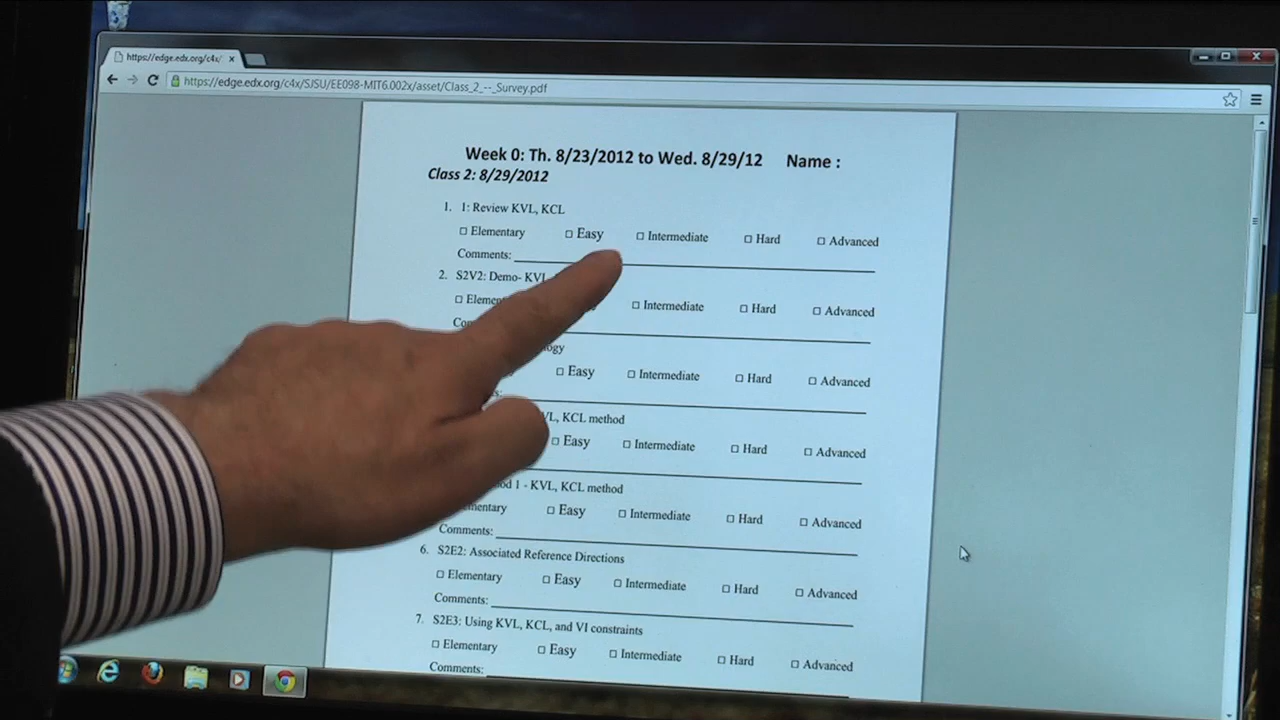 https://edge.edx.org/c4x/
https://edge.edx.org/c4x/SJSU/EE098-MIT6.002x/asset/Class_2_--_Survey.pdf
Week 0: Th. 8/23/2012 to Wed. 8/29/12 Name :
Class 2: 8/29/2012
1. 1: Review KVL, KCL
Elementary Easy Intermediate Hard Advanced
Comments:
2. S2V2: Demo- KVL
Intermediate Hard Advanced
Easy Intermediate Hard Advanced
KCL method
Easy Intermediate Hard Advanced
1 - KVL, KCL method
Easy Intermediate Hard Advanced
Comments:
6. S2E2: Associated Reference Directions
Elementary Easy Intermediate Hard Advanced
Comments:
7. S2E3: Using KVL, KCL, and VI constraints
Elementary Easy Intermediate Hard Advanced
Comments: